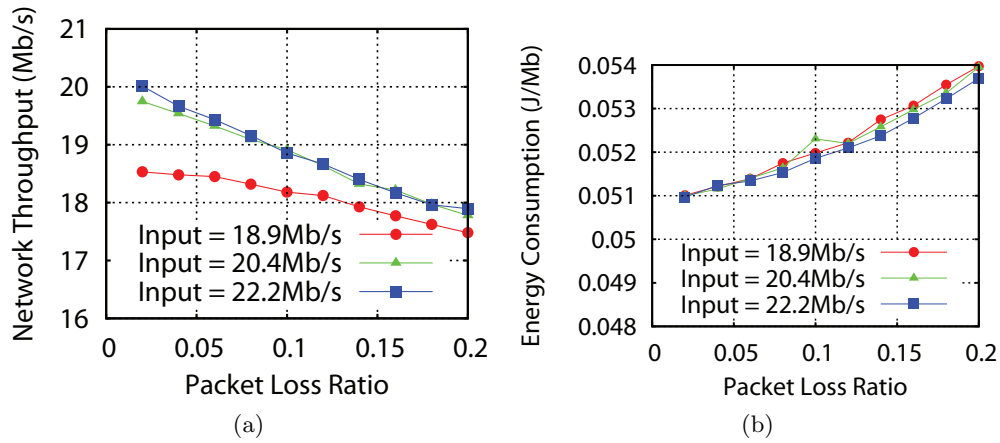 Network Throughput (Mb/s)
21
20
19
18
17
16
Input = 18.9Mb/s
Input = 20.4Mb/s
Input = 22.2Mb/s
0 0.05 0.1 0.15 0.2
Packet Loss Ratio
(a)
Energy Consumption (J/Mb)
0.054
0.053
0.052
0.051
0.05
0.049
0.048
Input = 18.9Mb/s
Input = 20.4Mb/s
Input = 22.2Mb/s
0 0.05 0.1 0.15 0.2
Packet Loss Ratio
(b)